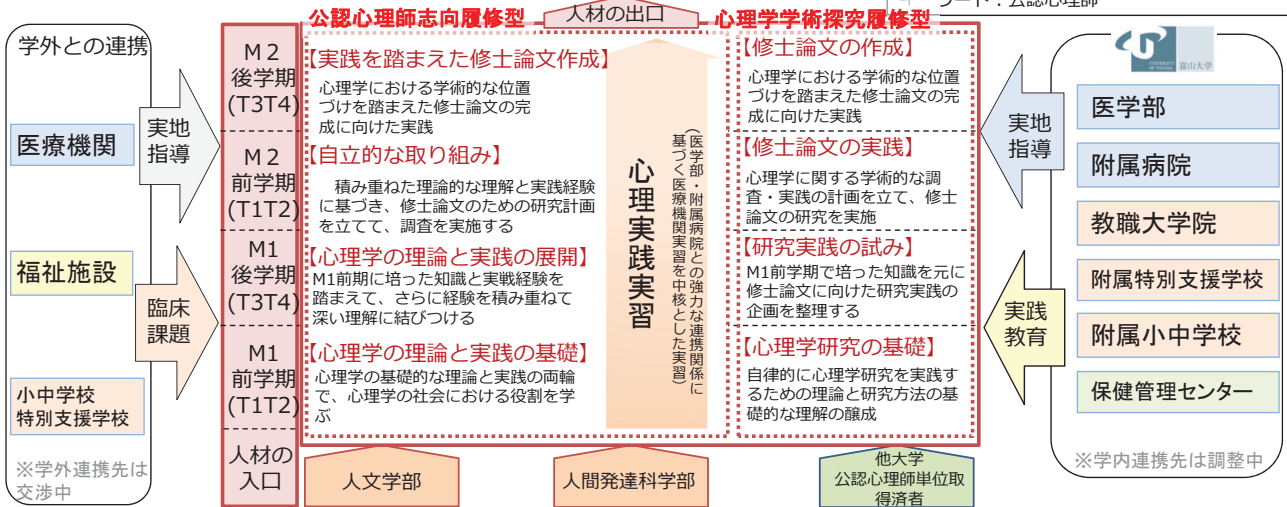 人材の出口
ワード：公認心理師
公認心理師志向履修型
心理学学術探究履修型
学外との連携
医療機関
福祉施設
小中学校
特別支援学校
※学外連携先は
交渉中
実地
指導
臨床
課題
M２
後学期
(T3T4)
M２
前学期
(T1T2)
M1
後学期
(T3T4)
M1
前学期
(T1T2)
人材の
入口
【実践を踏まえた修士論文作成】
心理学における学術的な位置
づけを踏まえた修士論文の完
成に向けた実践
【自立的な取り組み】
積み重ねた理論的な理解と実践経験
に基づき、修士論文のための研究計画
を立てて、調査を実施する
【心理学の理論と実践の展開】
M1前期に培った知識と実戦経験を
踏まえて、さらに経験を積み重ねて
深い理解に結びつける
【心理学の理論と実践の基礎】
心理学の基礎的な理論と実践の両輪
で、心理学の社会における役割を学
ぶ
心理実践実習
(医学部・附属病院との強力な連携関係に
基づく医療機関実習を中核とした実習)
【修士論文の作成】
心理学における学術的な位置
づけを踏まえた修士論文の完
成に向けた実践
【修士論文の実践】
心理学に関する学術的な調
査・実践の計画を立て、修士
論文の研究を実施
【研究実践の試み】
M1前学期で培った知識を元に
修士論文に向けた研究実践の
企画を整理する
【心理学研究の基礎】
自律的に心理学研究を実践す
るための理論と研究方法の基
礎的な理解の醸成
人文学部
人間発達科学部
他大学
公認心理師単位取
得済者
実地
指導
実践
教育
UNIVERSITY
OF TOYAMA
富山大学
医学部
附属病院
教職大学院
附属特別支援学校
附属小中学校
保健管理センター
※学内連携先は調整中